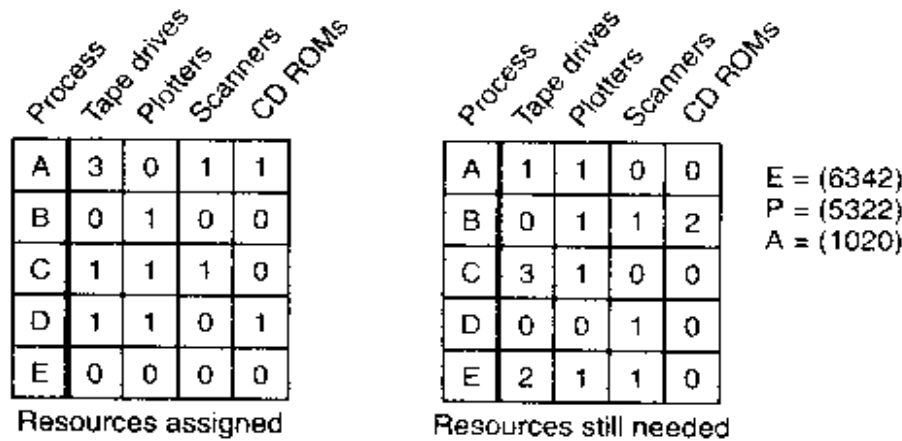 Process Tape drives Plotters Scanners CD ROMs
A 3 0 1 1
B 0 1 0 0
C 1 1 1 0
D 1 1 0 1
E 0 0 0 0
Resources assigned
Process Tape drives Plotters Scanners CD ROMs
A 1 1 0 0
B 0 1 1 2
C 3 1 0 0
D 0 0 1 0
E 2 1 1 0
Resources still needed
E = (6342)
P = (5322)
A = (1020)